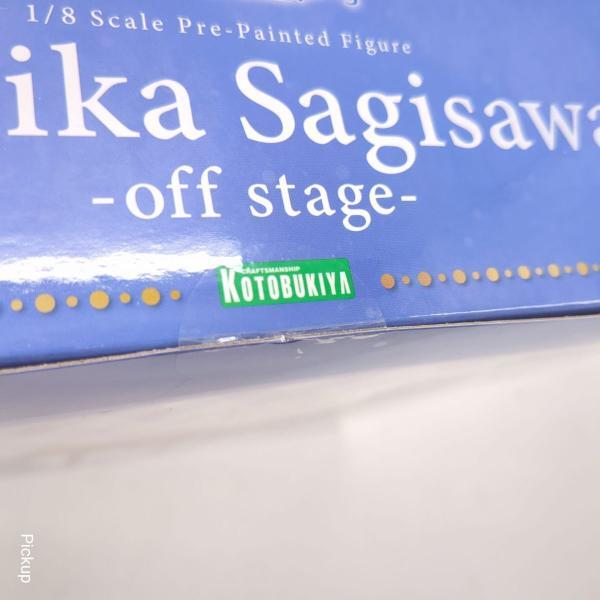 1/8 Scale Pre-Painted Figure
ika Sagisawa
-off stage-
CRAFTSMANSHIP
KOTOBUKIYA
Pickup